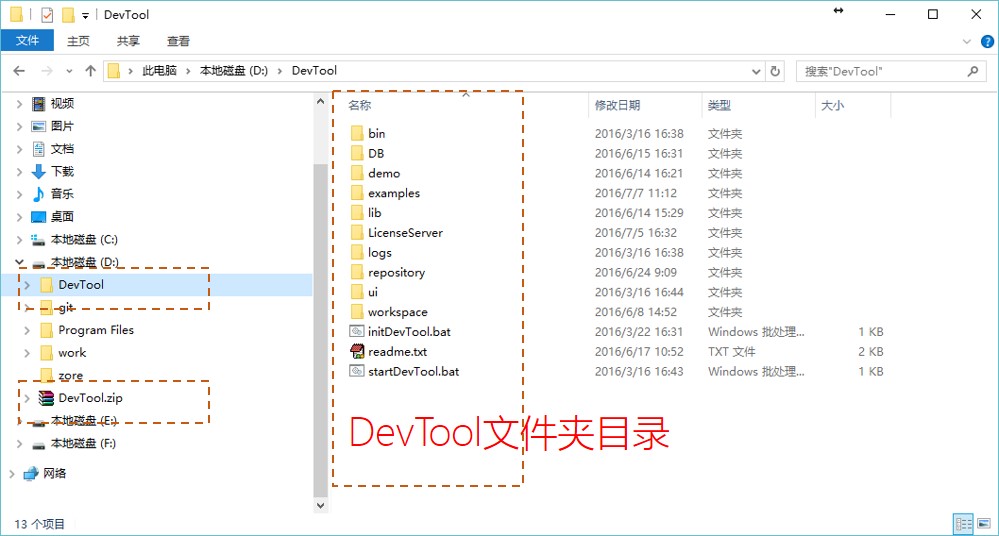 DevTool
文件 主页 共享 查看
此电脑 本地磁盘 (D:) DevTool
搜索"DevTool"
视频
图片
文档
下载
音乐
桌面
本地磁盘 (C:)
本地磁盘 (D:)
DevTool
git
Program Files
work
zore
DevTool.zip
本地磁盘 (E:)
本地磁盘 (F:)
网络
名称 修改日期 类型 大小
bin 2016/3/16 16:38 文件夹
DB 2016/6/15 16:31 文件夹
demo 2016/6/14 16:21 文件夹
examples 2016/7/7 11:12 文件夹
lib 2016/6/14 15:29 文件夹
LicenseServer 2016/7/5 16:32 文件夹
logs 2016/3/16 16:38 文件夹
repository 2016/6/24 9:09 文件夹
ui 2016/3/16 16:44 文件夹
workspace 2016/6/8 14:52 文件夹
initDevTool.bat 2016/3/22 16:31 Windows 批处理... 1 KB
readme.txt 2016/6/17 10:52 TXT 文件 2 KB
startDevTool.bat 2016/3/16 16:43 Windows 批处理... 1 KB
DevTool文件夹目录
13 个项目